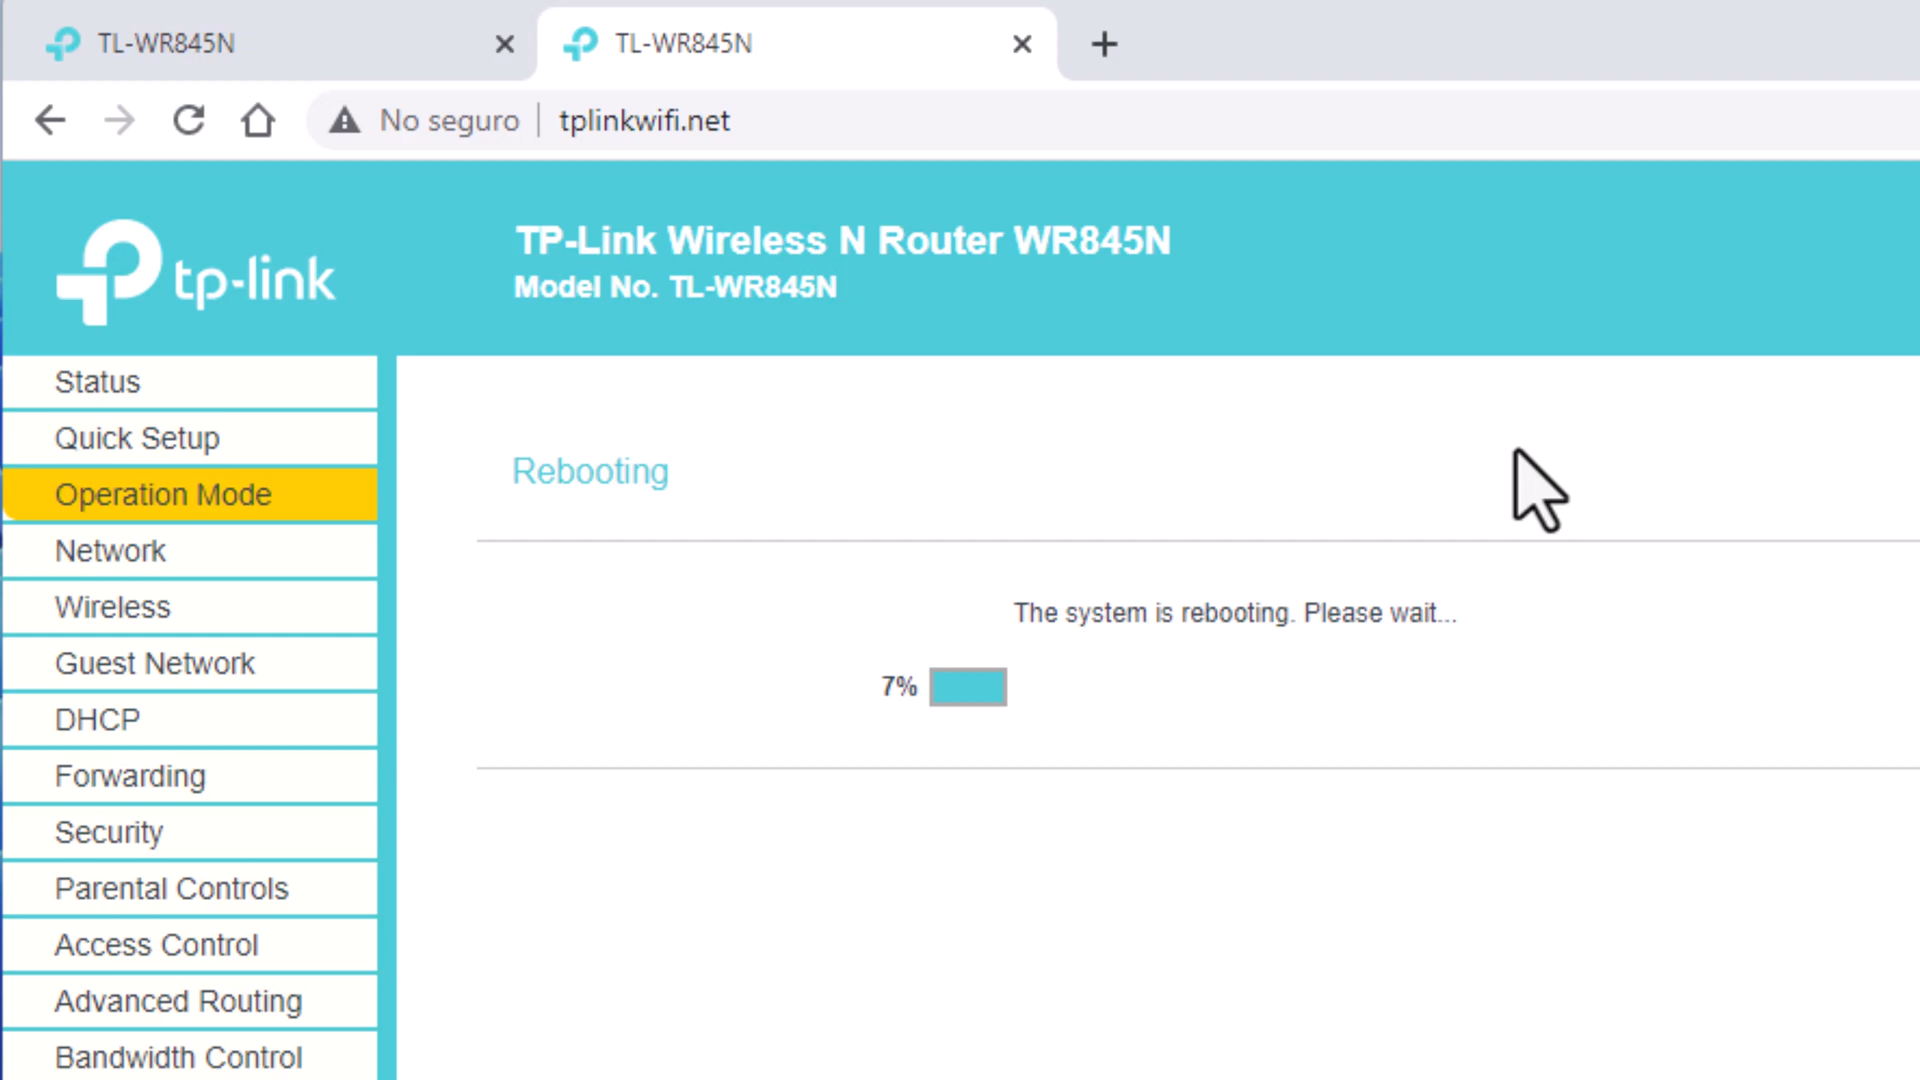 TL-WR845N
TL-WR845N
No seguro
tplinkwifi.net
tp-link
TP-Link Wireless N Router WR845N
Model No. TL-WR845N
Status
Quick Setup
Operation Mode
Network
Wireless
Guest Network
DHCP
Forwarding
Security
Parental Controls
Access Control
Advanced Routing
Bandwidth Control
Rebooting
The system is rebooting. Please wait...
7%